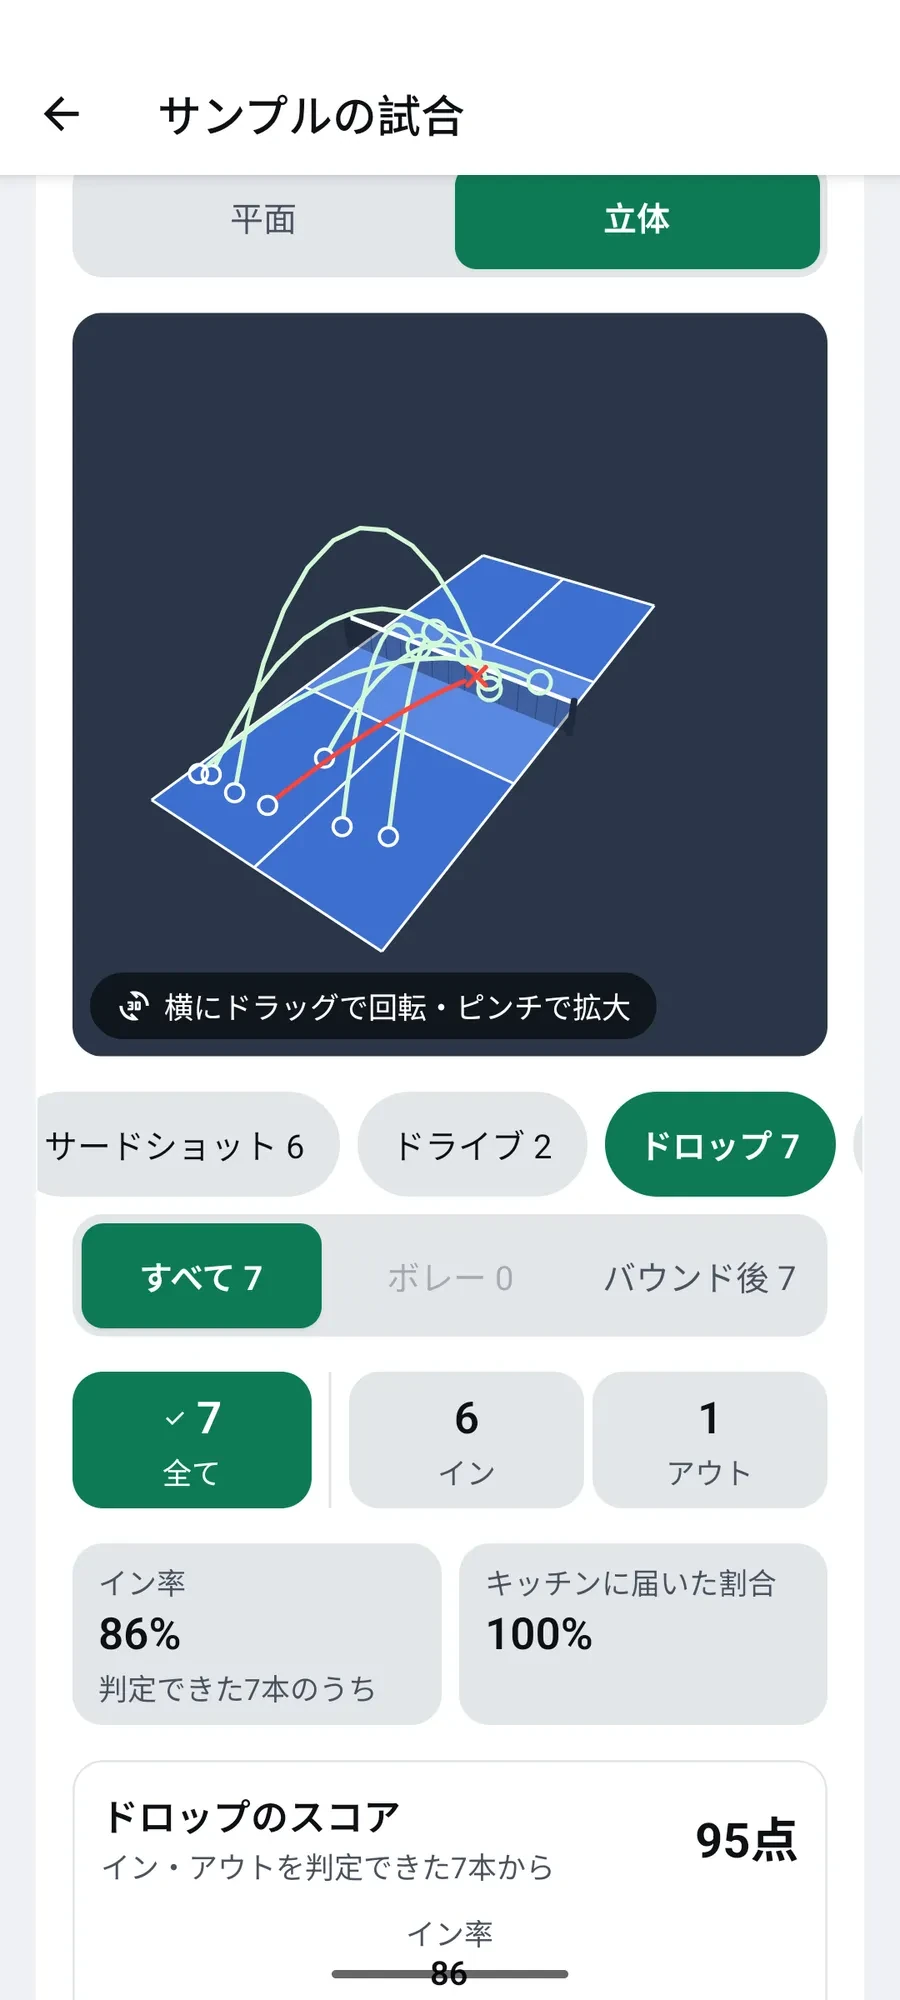 サンプルの試合
平面
立体
3D
横にドラッグで回転・ピンチで拡大
サードショット 6
ドライブ 2
ドロップ 7
すべて 7
ボレー 0
バウンド後 7
7
全て
6
イン
1
アウト
イン率
86%
判定できた7本のうち
キッチンに届いた割合
100%
ドロップのスコア
イン・アウトを判定できた7本から
95点
イン率
86